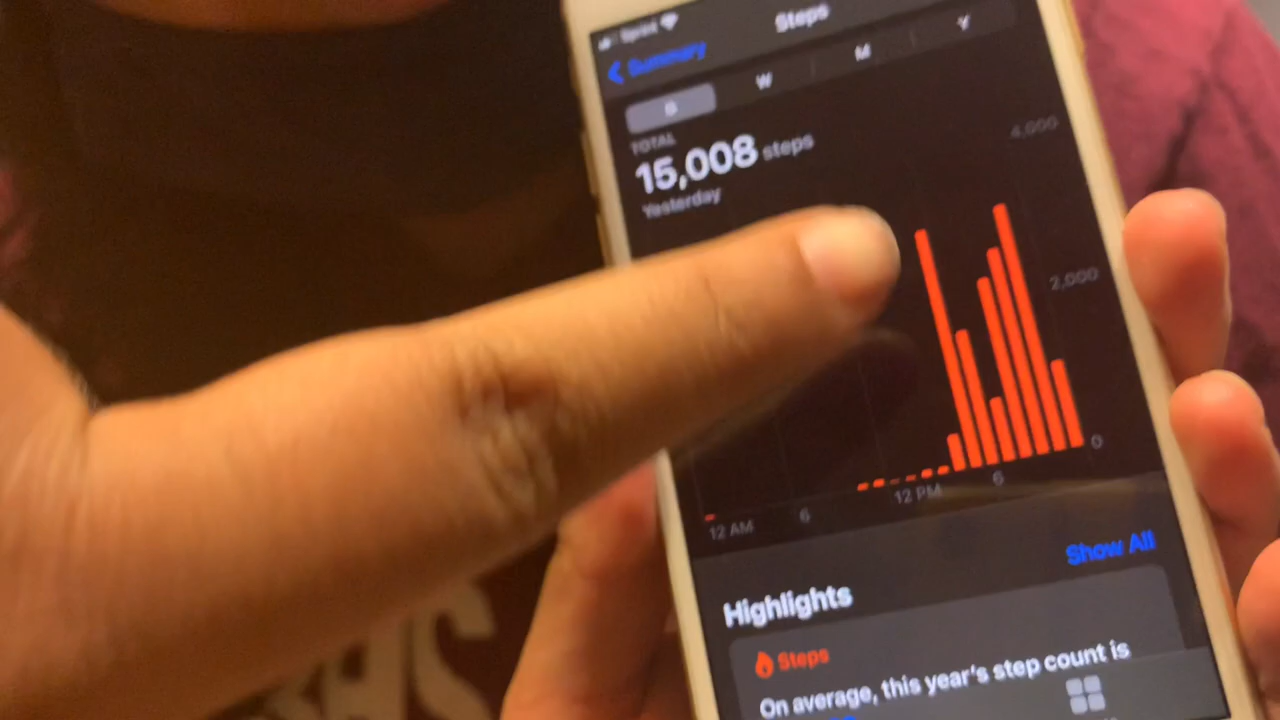 Sprint
Steps
Summary
D W M Y
TOTAL
15,008 steps
Yesterday
4,000
2,000
0
12 AM 6 12 PM 6
Show All
Highlights
Steps
On average, this year's step count is